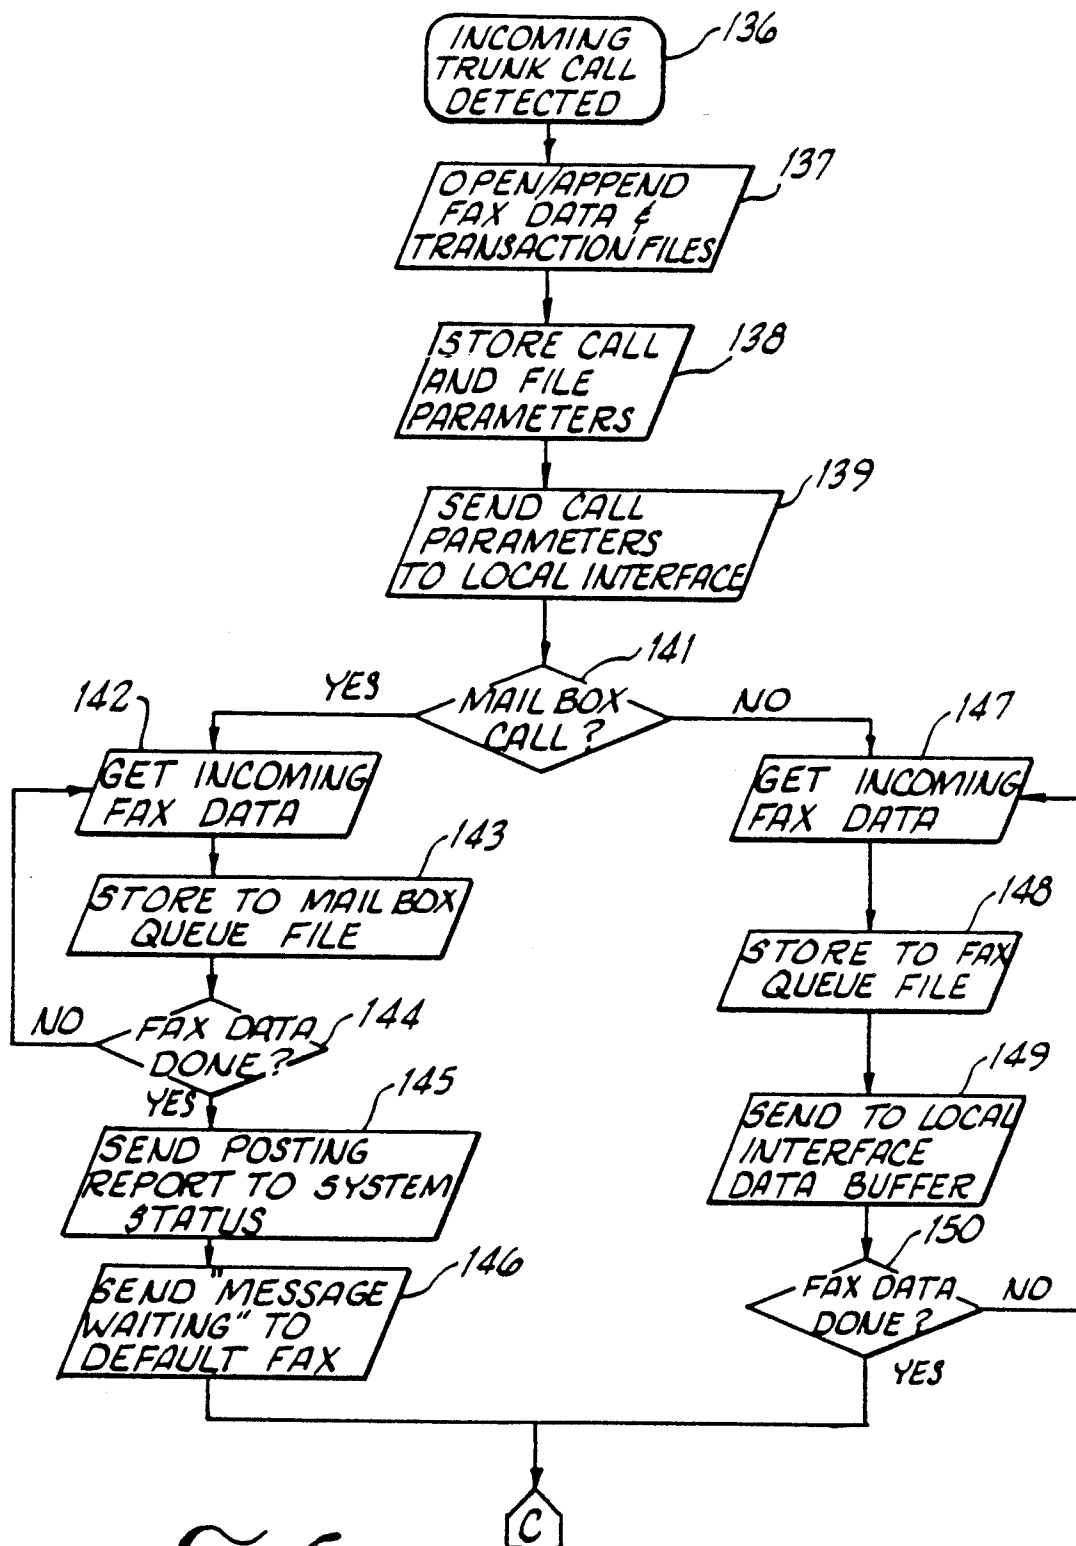 INCOMING
TRUNK CALL
DETECTED
136
OPEN/APPEND
FAX DATA &
TRANSACTION FILES
137
STORE CALL
AND FILE
PARAMETERS
138
SEND CALL
PARAMETERS
TO LOCAL INTERFACE
139
MAIL BOX
CALL?
141
YES
NO
142
GET INCOMING
FAX DATA
143
STORE TO MAIL BOX
QUEUE FILE
144
FAX DATA
DONE?
NO
YES
145
SEND POSTING
REPORT TO SYSTEM
STATUS
146
SEND "MESSAGE
WAITING" TO
DEFAULT FAX
147
GET INCOMING
FAX DATA
148
STORE TO FAX
QUEUE FILE
149
SEND TO LOCAL
INTERFACE
DATA BUFFER
150
FAX DATA
DONE?
NO
YES
C